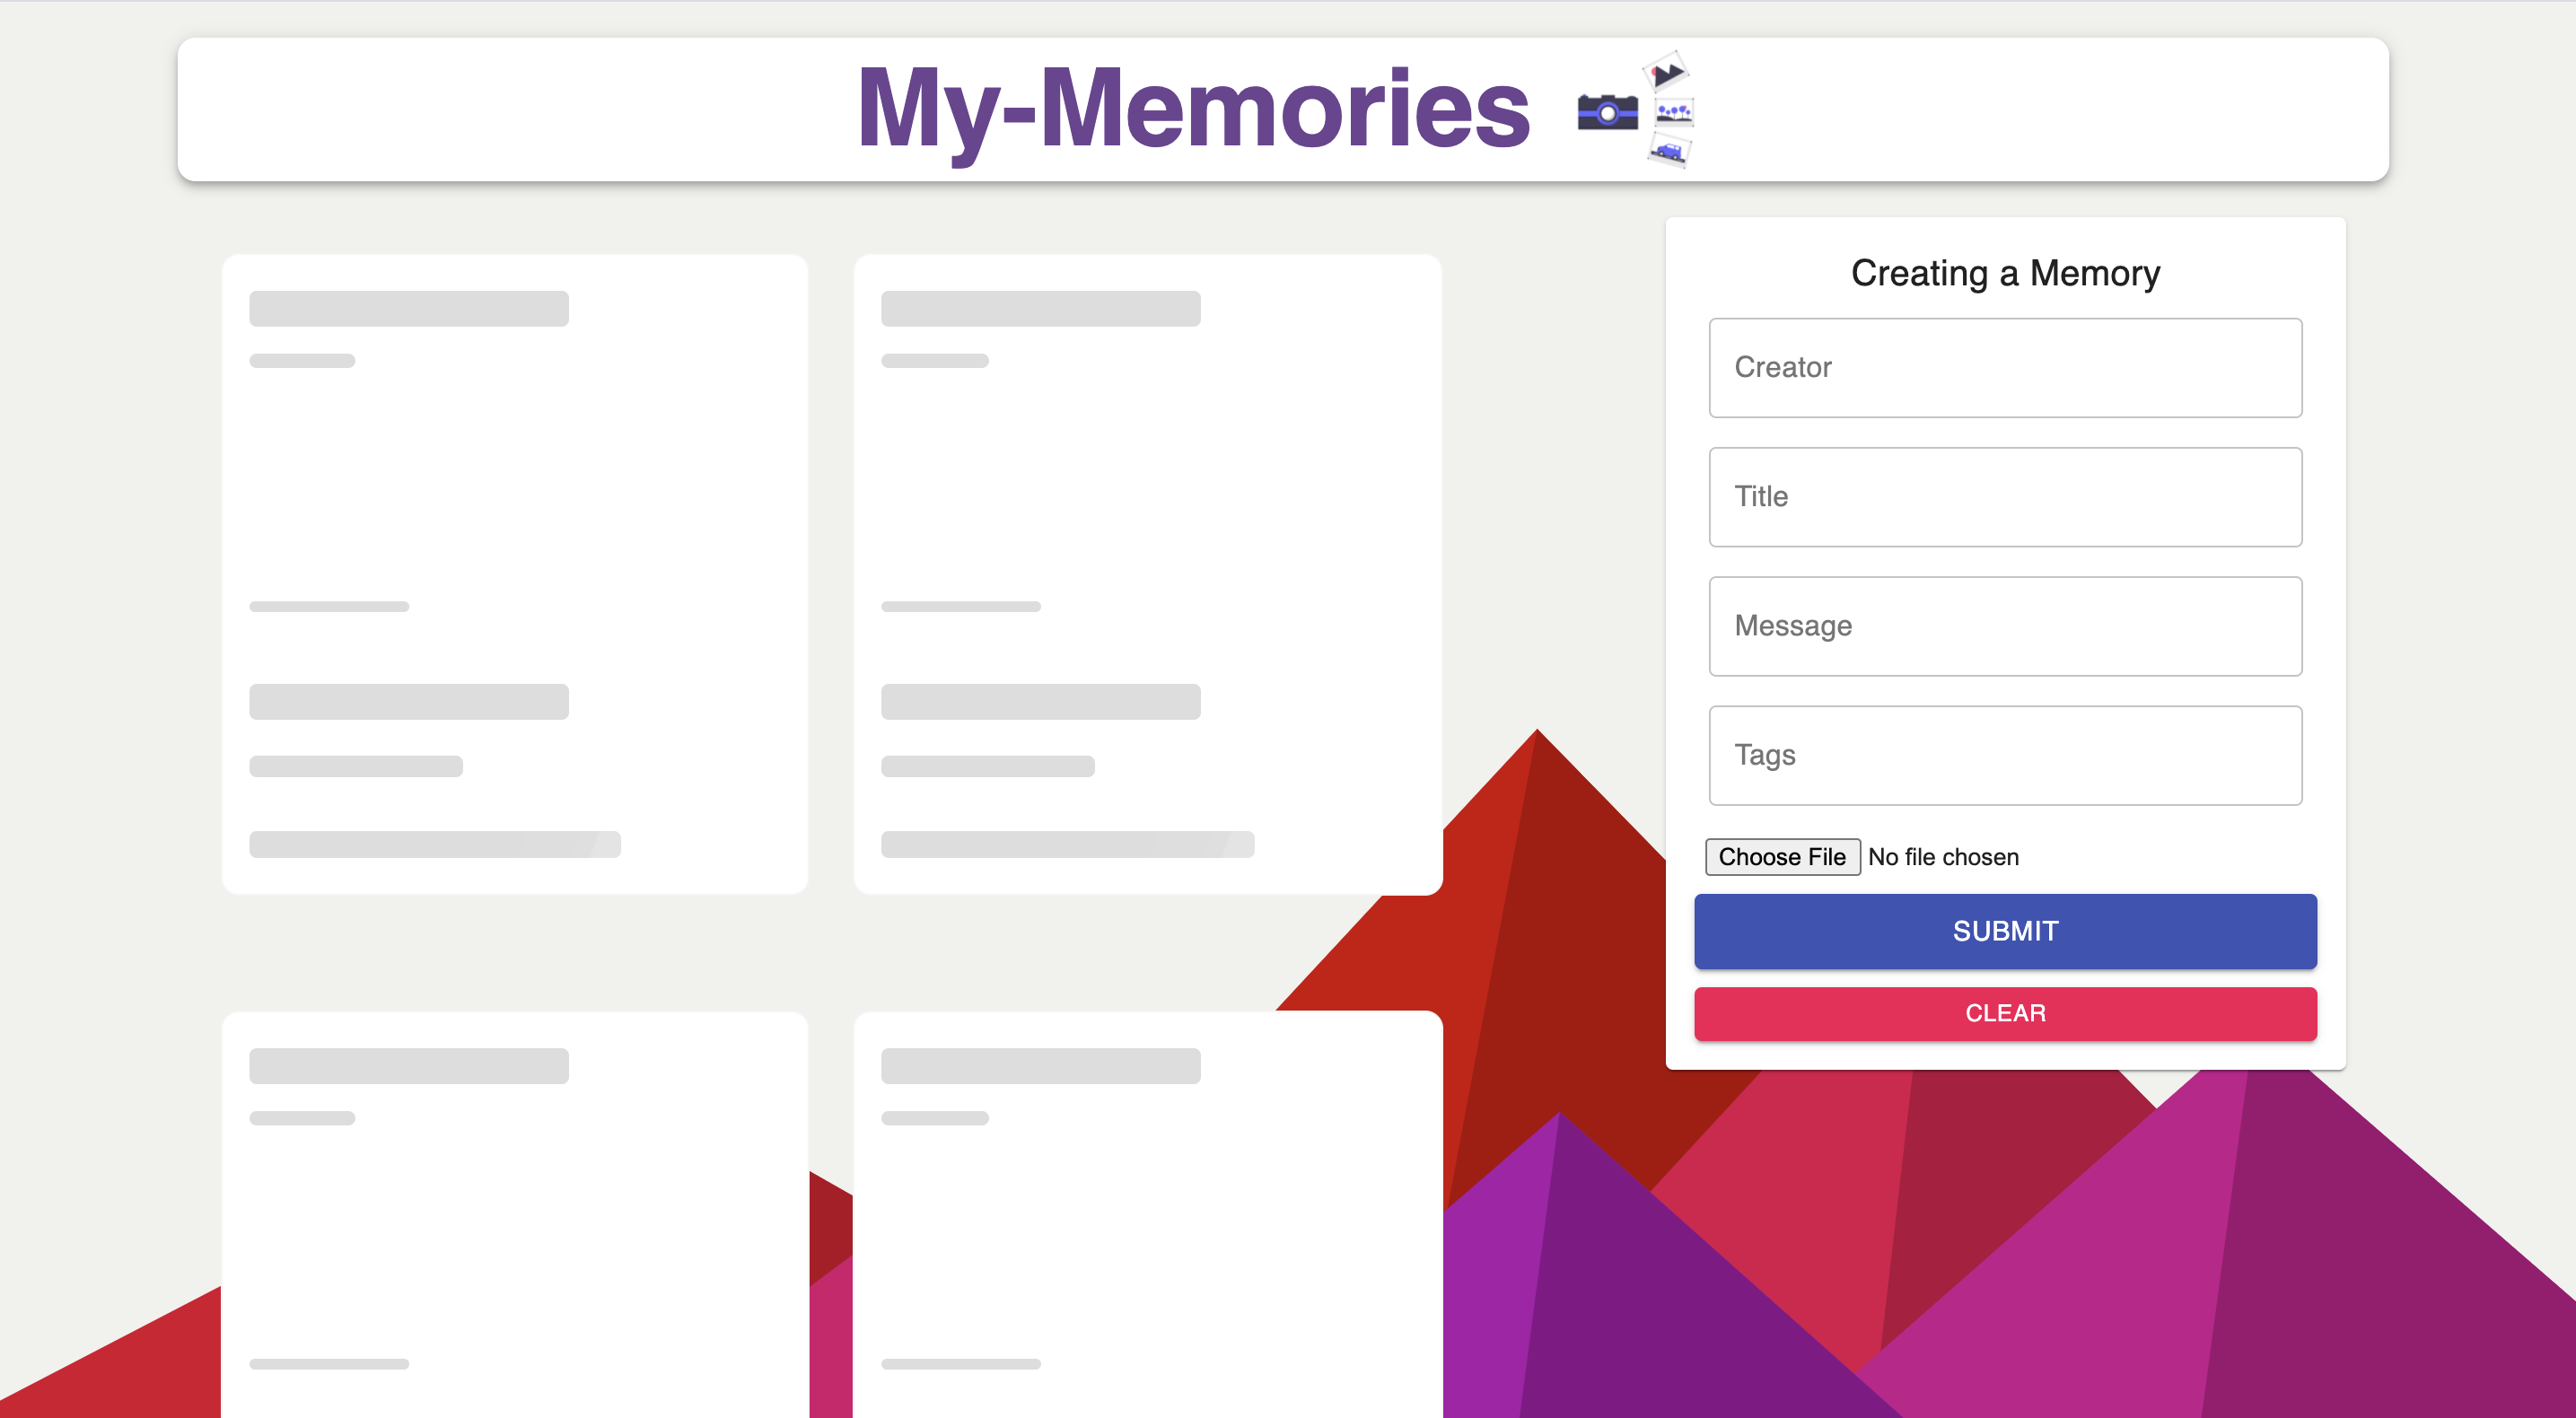 My-Memories
Creating a Memory
Creator
Title
Message
Tags
Choose File No file chosen
SUBMIT
CLEAR